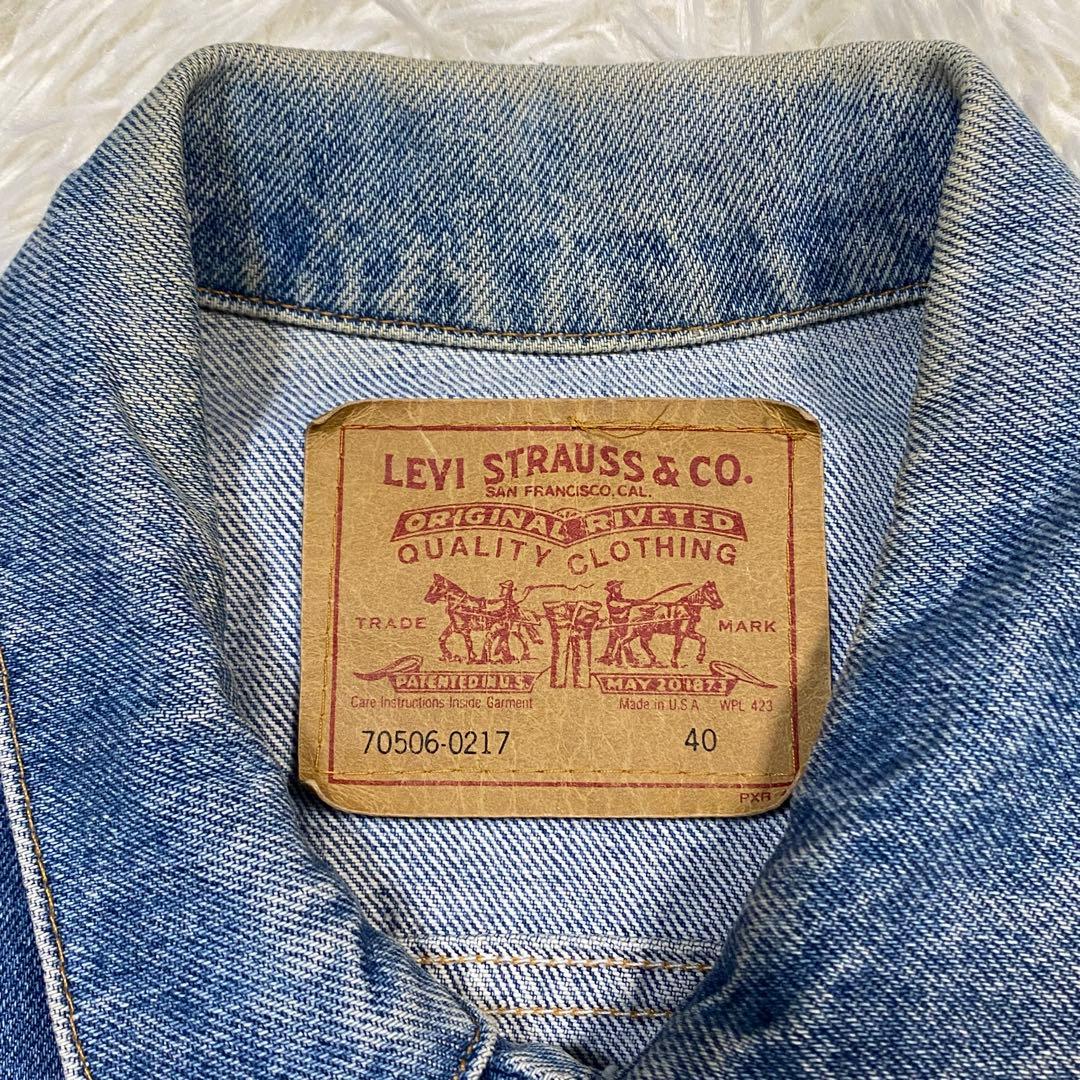 LEVI STRAUSS & CO.
SAN FRANCISCO, CAL.
ORIGINAL RIVETED
QUALITY CLOTHING
TRADE MARK
PATENTED IN U.S. MAY 20 1873
Care Instructions Inside Garment Made in U.S.A WPL 423
70506-0217 40
PXR